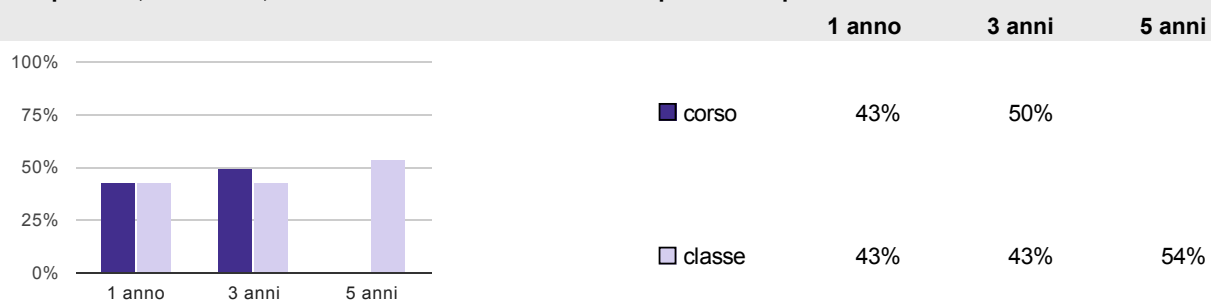 1 anno 3 anni 5 anni
100%
75%
50%
25%
0%
1 anno 3 anni 5 anni
corso 43% 50%
classe 43% 43% 54%